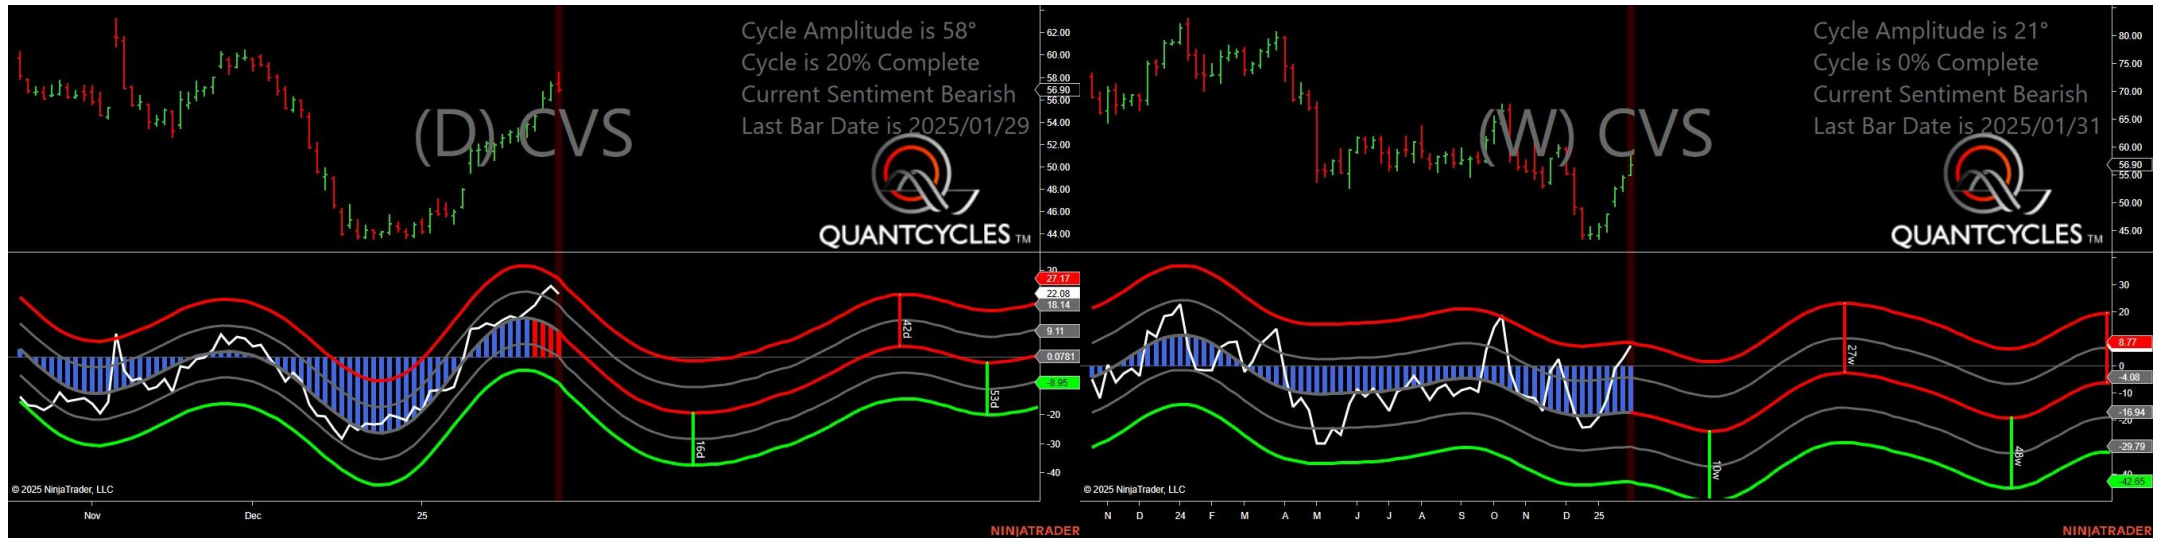 Cycle Amplitude is 58°
Cycle is 20% Complete
Current Sentiment Bearish
Last Bar Date is 2025/01/29
(D) CVS
QUANTCYCLES TM
62.00
60.00
58.00
56.90
56.00
54.00
52.00
50.00
48.00
46.00
44.00
30
27.17
22.08
18.14
9.11
0.0781
-8.95
-20
-30
-40
16d
42d
53d
© 2025 NinjaTrader, LLC
Nov Dec 25
NINJATRADER
Cycle Amplitude is 21°
Cycle is 0% Complete
Current Sentiment Bearish
Last Bar Date is 2025/01/31
(W) CVS
QUANTCYCLES TM
80.00
75.00
70.00
65.00
60.00
56.90
55.00
50.00
45.00
30
20
8.77
0
-4.08
-10
-16.94
-20
-29.79
-40
-42.65
10w
27w
48w
© 2025 NinjaTrader, LLC
N D 24 F M A M J J A S O N D 25
NINJATRADER